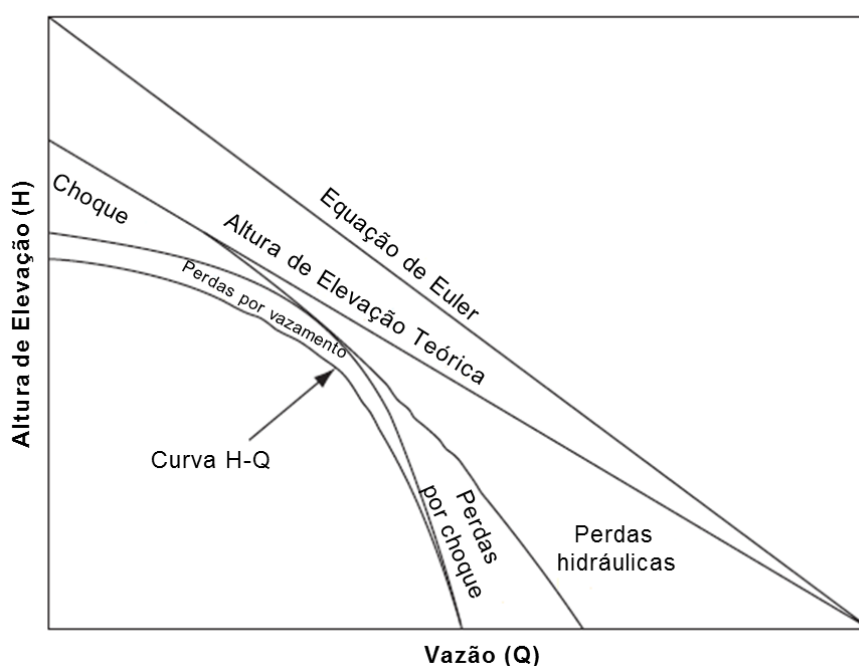 Altura de Elevação (H)
Choque
Equação de Euler
Altura de Elevação Teórica
Perdas por vazamento
Curva H-Q
Perdas
por choque
Perdas
hidráulicas
Vazão (Q)